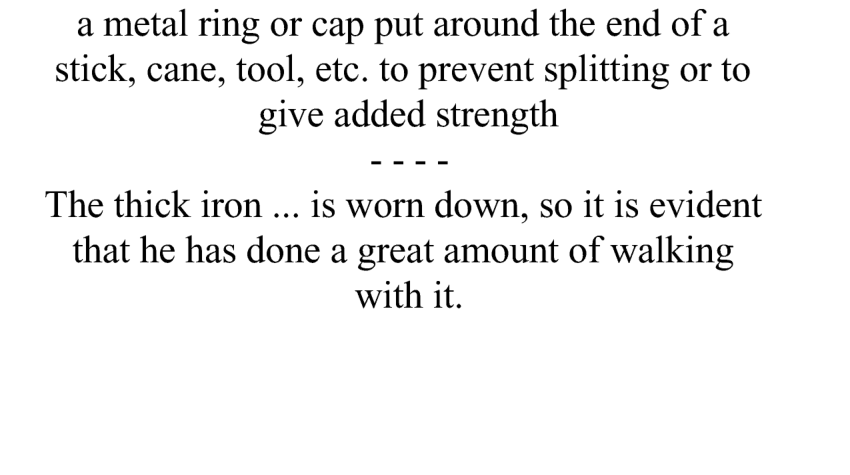 a metal ring or cap put around the end of a
stick, cane, tool, etc. to prevent splitting or to
give added strength
- - - -
The thick iron ... is worn down, so it is evident
that he has done a great amount of walking
with it.